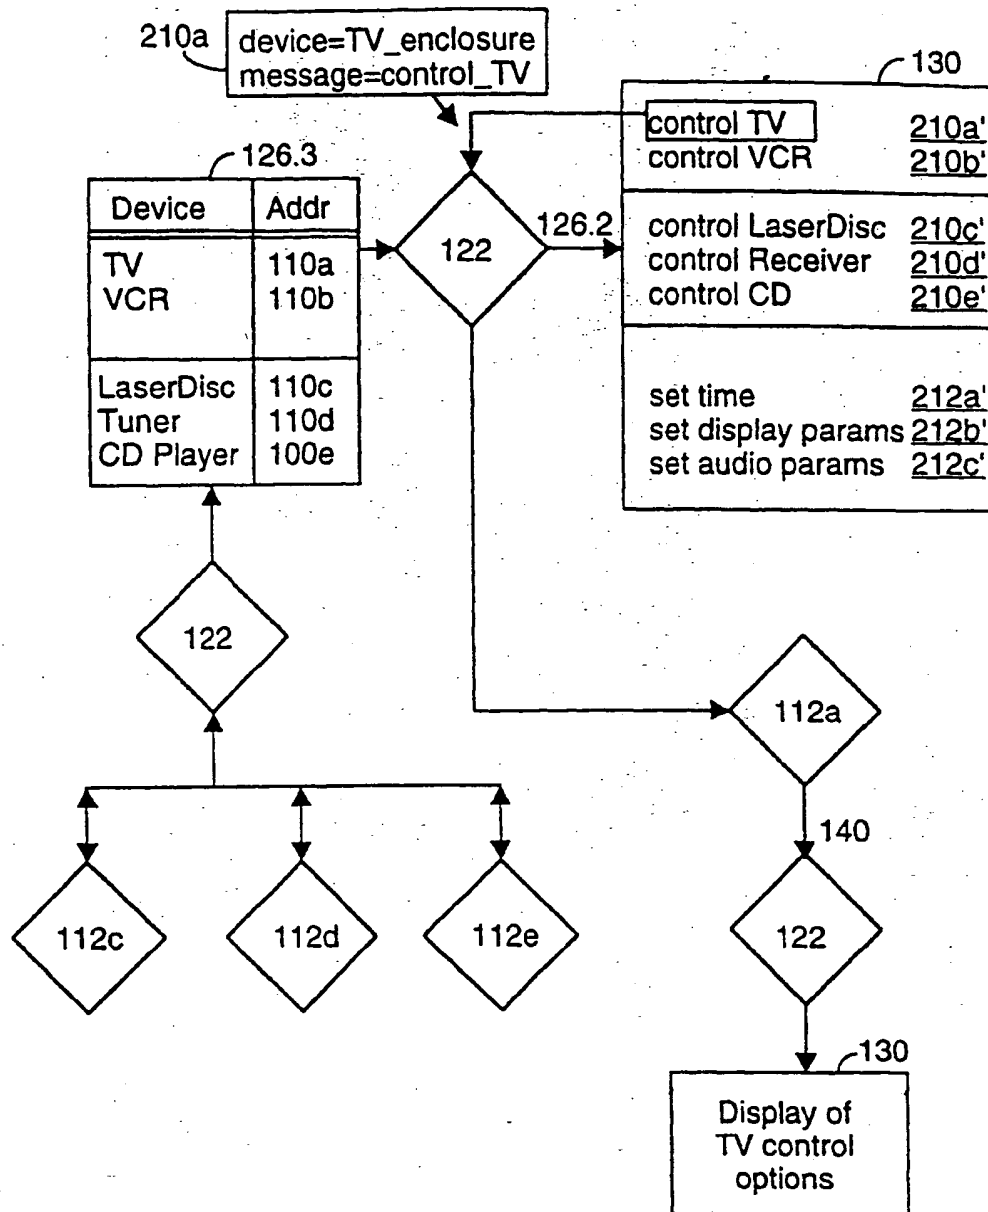 210a
device=TV_enclosure
message=control_TV
130
control TV 210a'
control VCR 210b'
control LaserDisc 210c'
control Receiver 210d'
control CD 210e'
set time 212a'
set display params 212b'
set audio params 212c'
126.3
Device Addr
TV 110a
VCR 110b
LaserDisc 110c
Tuner 110d
CD Player 100e
122
126.2
122
112a
140
112c
112d
112e
122
130
Display of
TV control
options